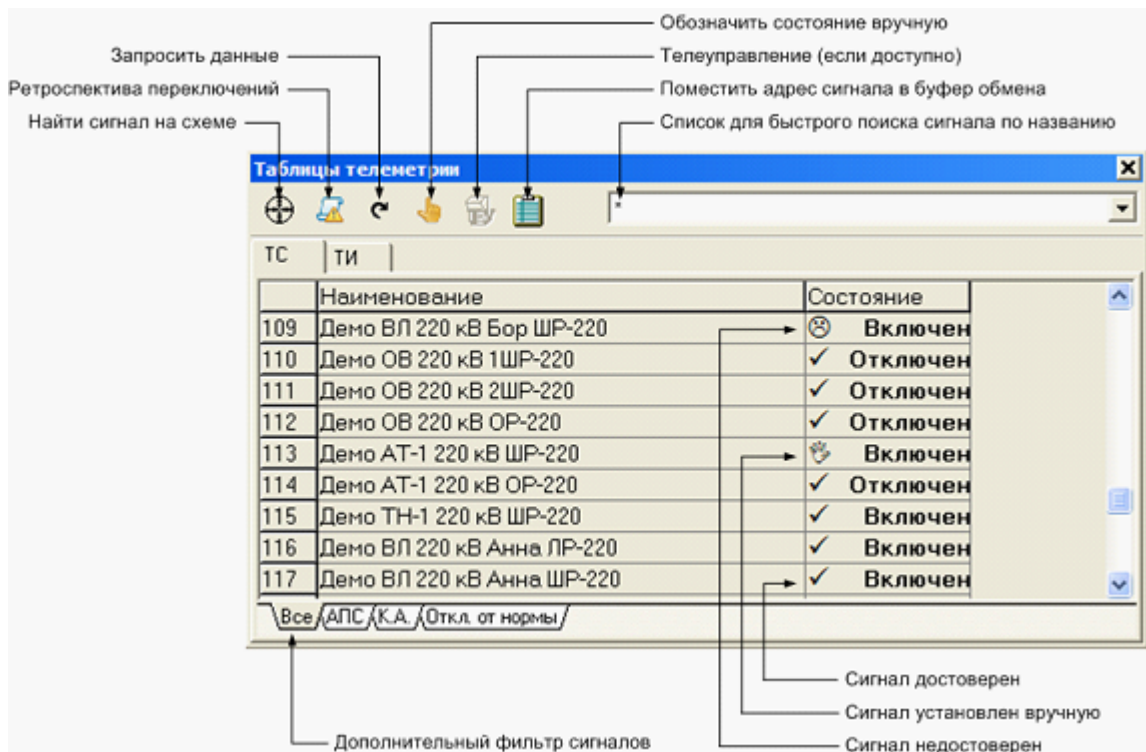 Обозначить состояние вручную
Запросить данные
Телеуправление (если доступно)
Ретроспектива переключений
Поместить адрес сигнала в буфер обмена
Найти сигнал на схеме
Список для быстрого поиска сигнала по названию
Таблицы телеметрии
ТУ
*
ТС ТИ
Наименование Состояние
109 Демо ВЛ 220 кВ Бор ШР-220 Включен
110 Демо ОВ 220 кВ 1ШР-220 Отключен
111 Демо ОВ 220 кВ 2ШР-220 Отключен
112 Демо ОВ 220 кВ ОР-220 Отключен
113 Демо АТ-1 220 кВ ШР-220 Включен
114 Демо АТ-1 220 кВ ОР-220 Отключен
115 Демо ТН-1 220 кВ ШР-220 Включен
116 Демо ВЛ 220 кВ Анна ЛР-220 Включен
117 Демо ВЛ 220 кВ Анна ШР-220 Включен
Все АПС К.А. Откл. от нормы
Сигнал достоверен
Сигнал установлен вручную
Дополнительный фильтр сигналов
Сигнал недостоверен